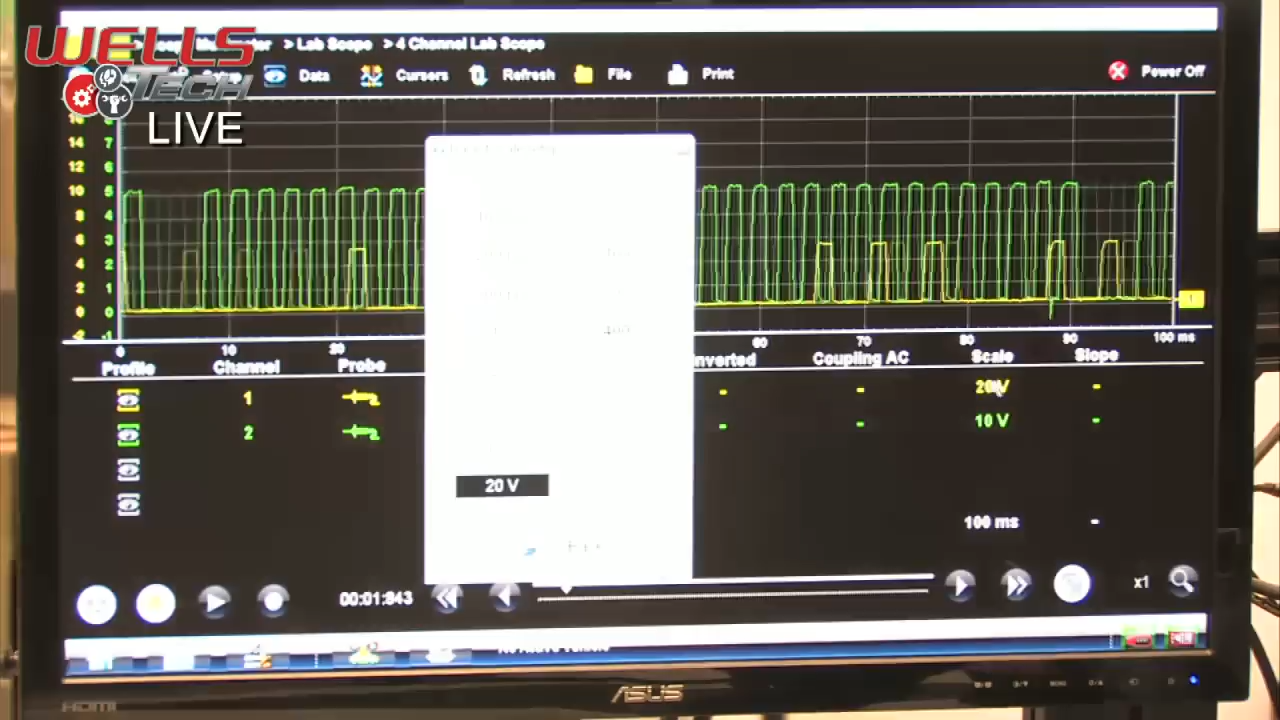 WELLS
TECH
LIVE
> Lab Scope > 4 Channel Lab Scope
Data Cursors Refresh File Print Power Off
14 7
12 6
10 5
8 4
6 3
4 2
2 1
0 0
-2 -1
0 10 20 60 70 80 90 100 ms
Profile Channel Probe Inverted Coupling AC Scale Slope
1 - - 20 V -
2 - - 10 V -
20 V
100 ms -
00:01:843 x1
ASUS
HDMI